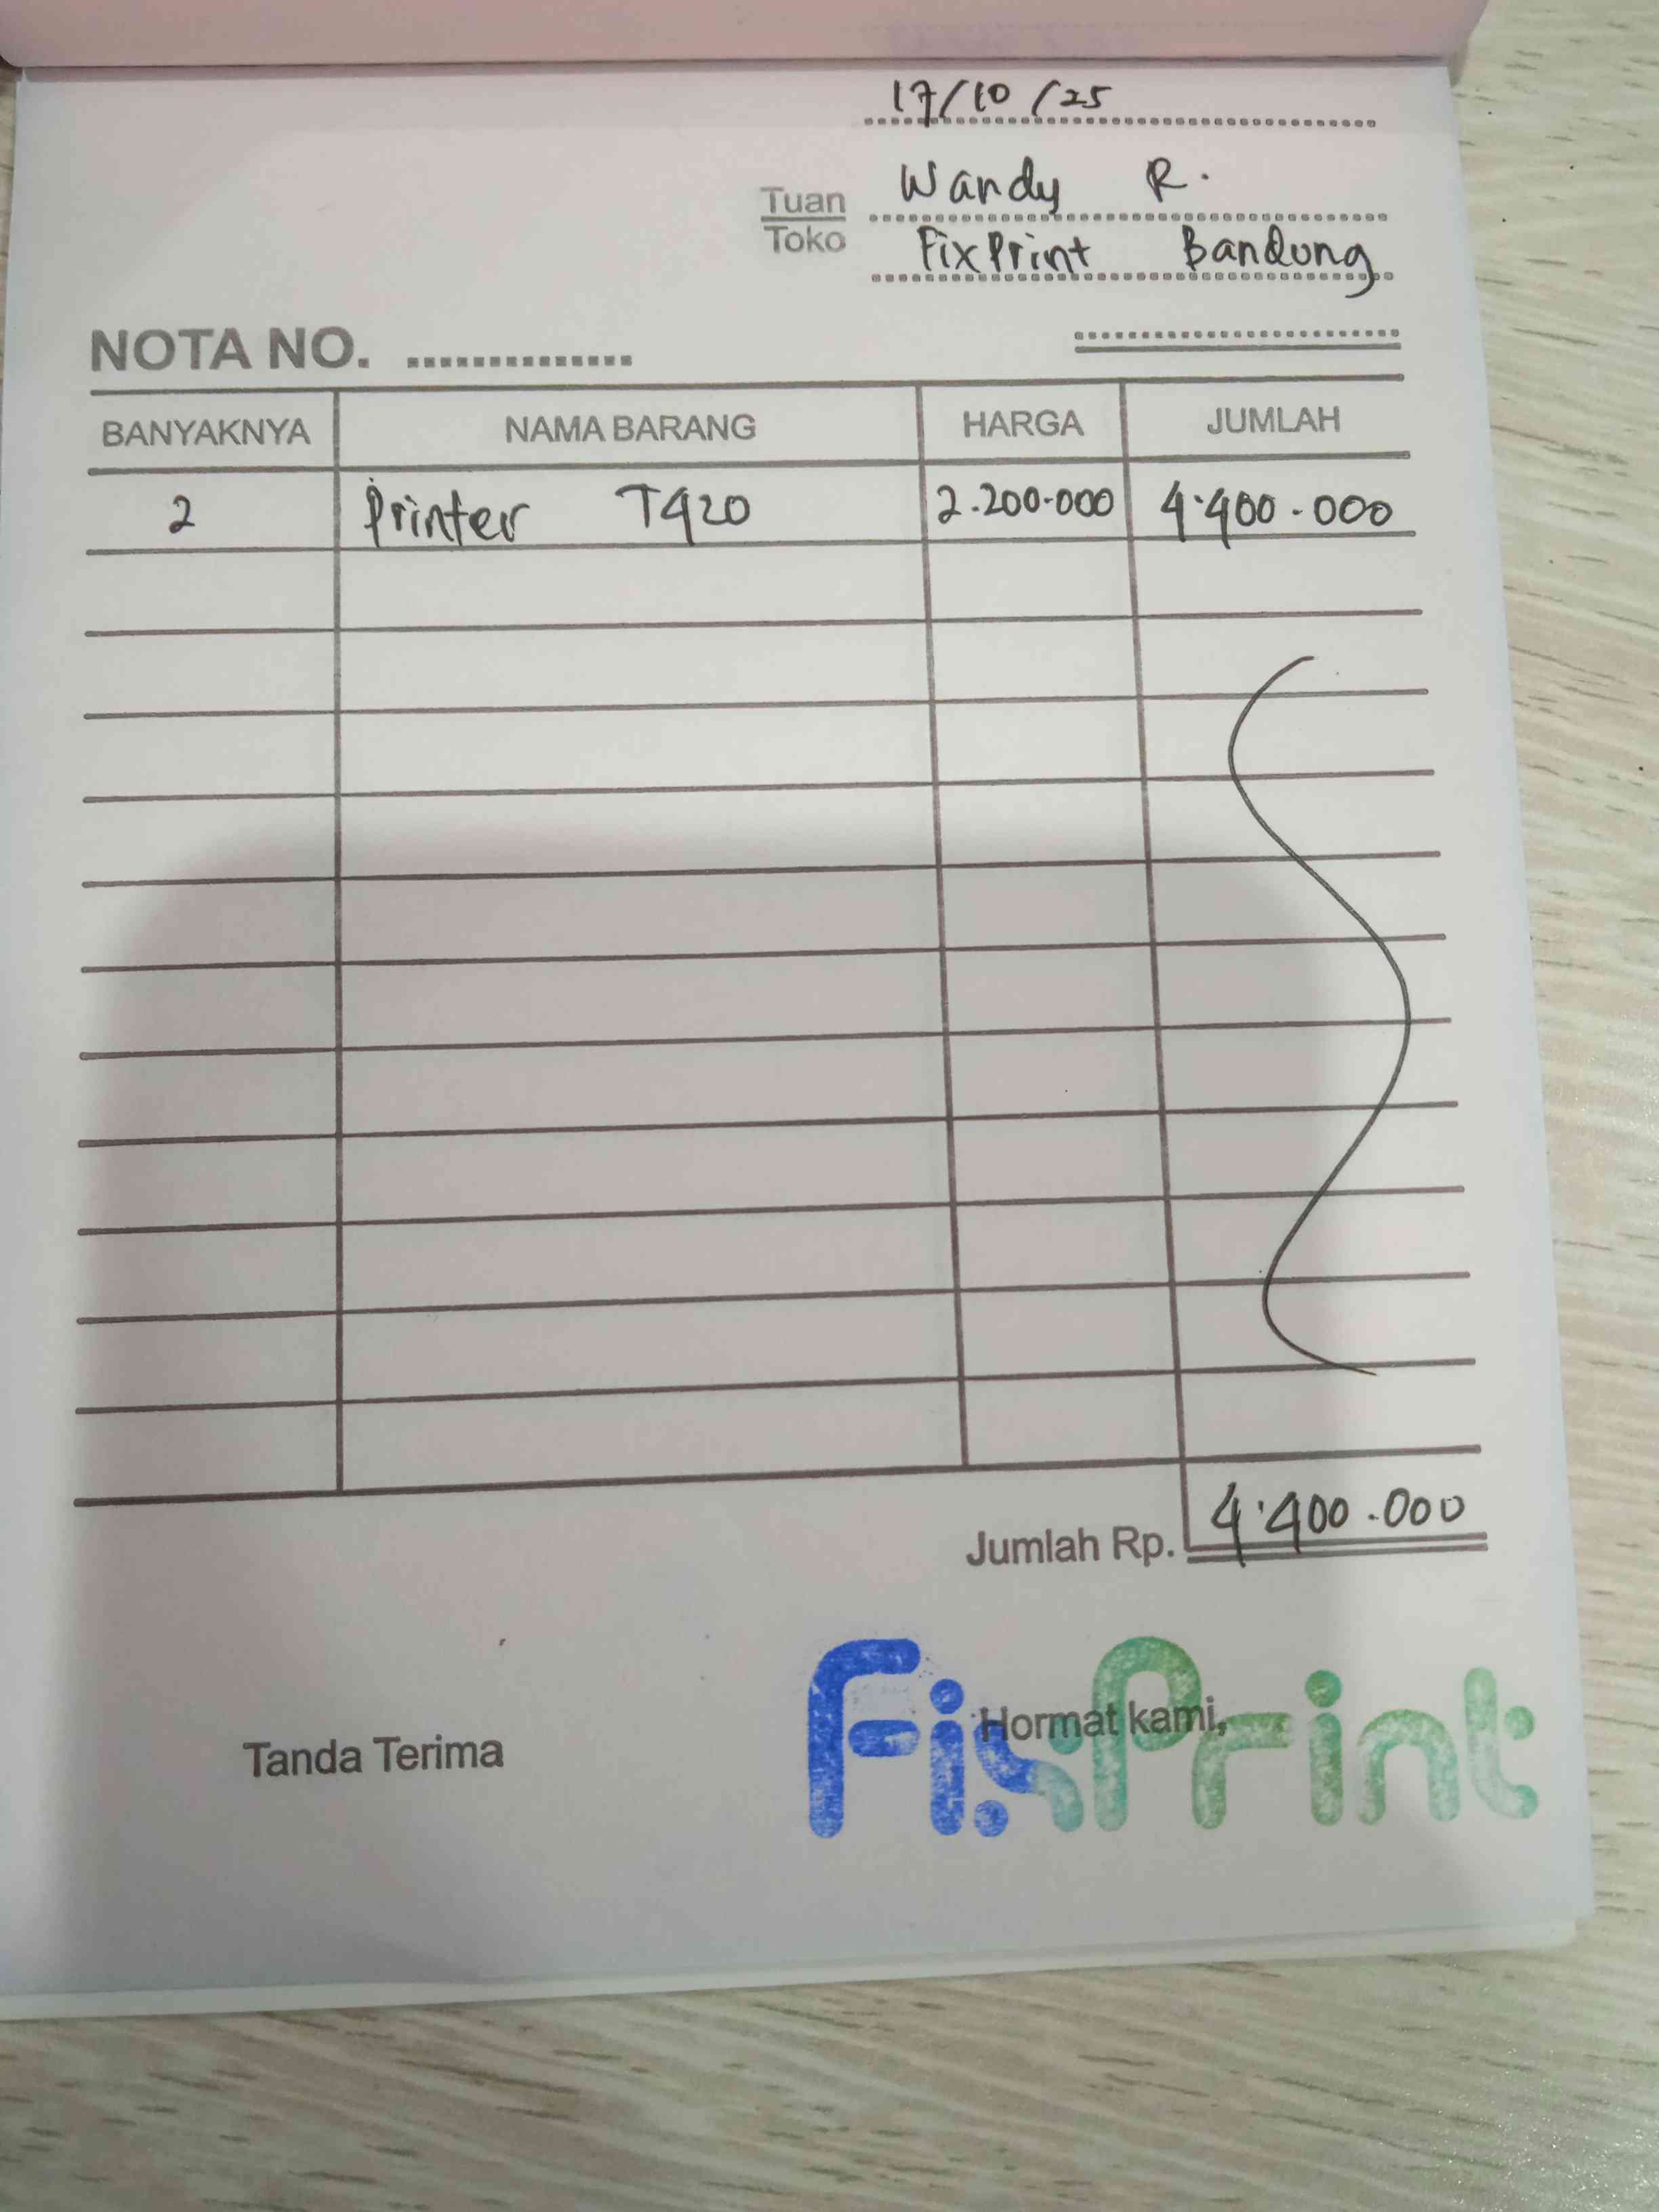 17/10/25
Tuan Wandy R.
Toko FixPrint Bandung
NOTA NO. ..............
BANYAKNYA NAMA BARANG HARGA JUMLAH
2 Printer T420 2.200.000 4.400.000
Jumlah Rp. 4.400.000
Tanda Terima Hormat kami,
FixPrint